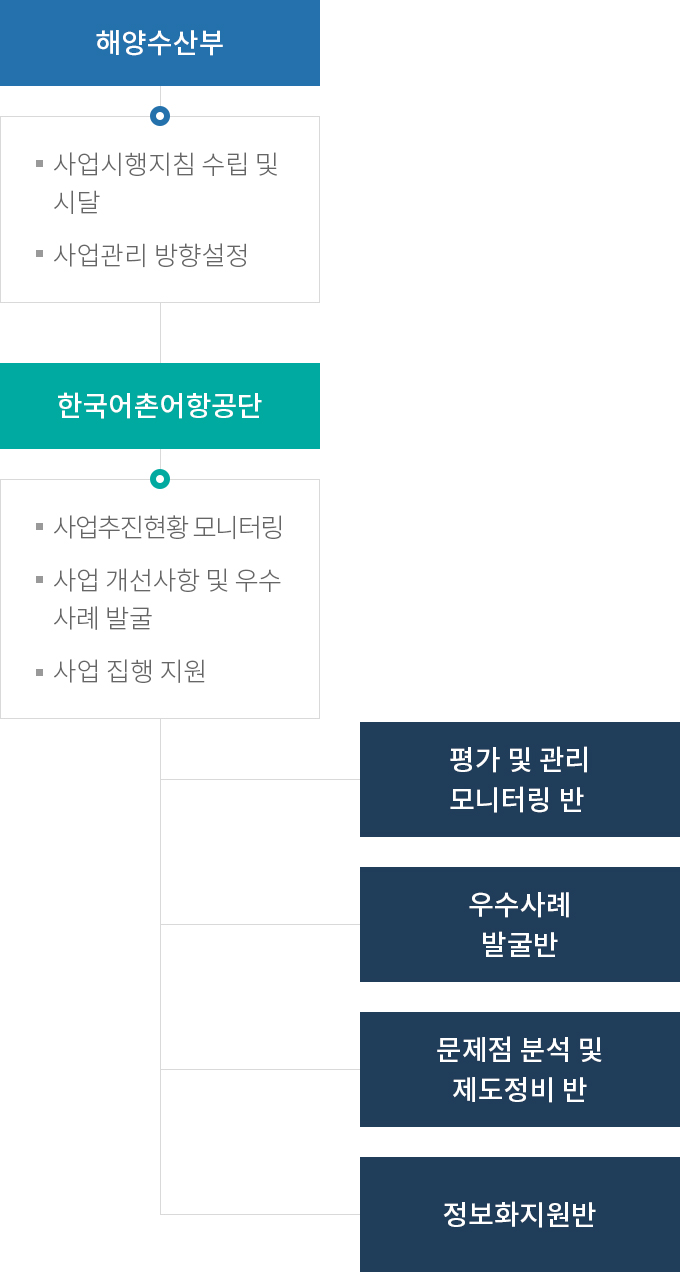 해양수산부
사업시행지침 수립 및
시달
사업관리 방향설정
한국어촌어항공단
사업추진현황 모니터링
사업 개선사항 및 우수
사례 발굴
사업 집행 지원
평가 및 관리
모니터링 반
우수사례
발굴반
문제점 분석 및
제도정비 반
정보화지원반